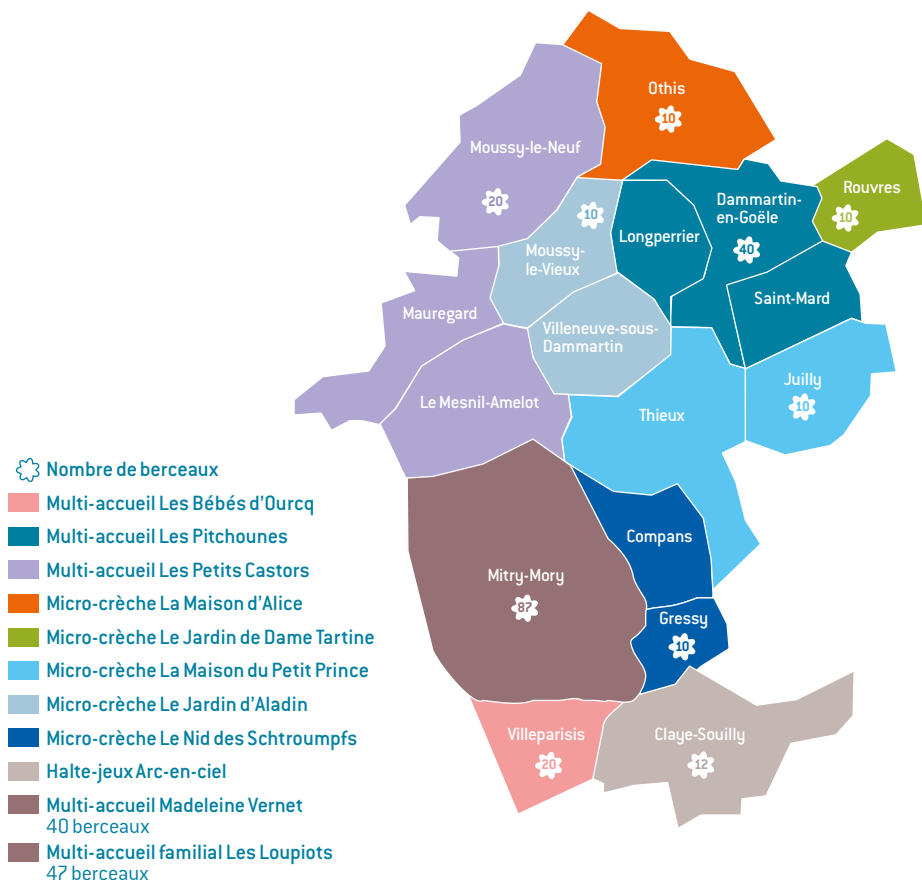 Othis
10
Moussy-le-Neuf
20
Rouvres
10
Dammartin-
en-Goële
40
10
Longperrier
Moussy-
le-Vieux
Saint-Mard
Mauregard
Villeneuve-sous-
Dammartin
Juilly
10
Le Mesnil-Amelot
Thieux
Compans
Mitry-Mory
87
Gressy
10
Villeparisis
20
Claye-Souilly
12
Nombre de berceaux
Multi-accueil Les Bébés d’Ourcq
Multi-accueil Les Pitchounes
Multi-accueil Les Petits Castors
Micro-crèche La Maison d’Alice
Micro-crèche Le Jardin de Dame Tartine
Micro-crèche La Maison du Petit Prince
Micro-crèche Le Jardin d’Aladin
Micro-crèche Le Nid des Schtroumpfs
Halte-jeux Arc-en-ciel
Multi-accueil Madeleine Vernet
40 berceaux
Multi-accueil familial Les Loupiots
47 berceaux